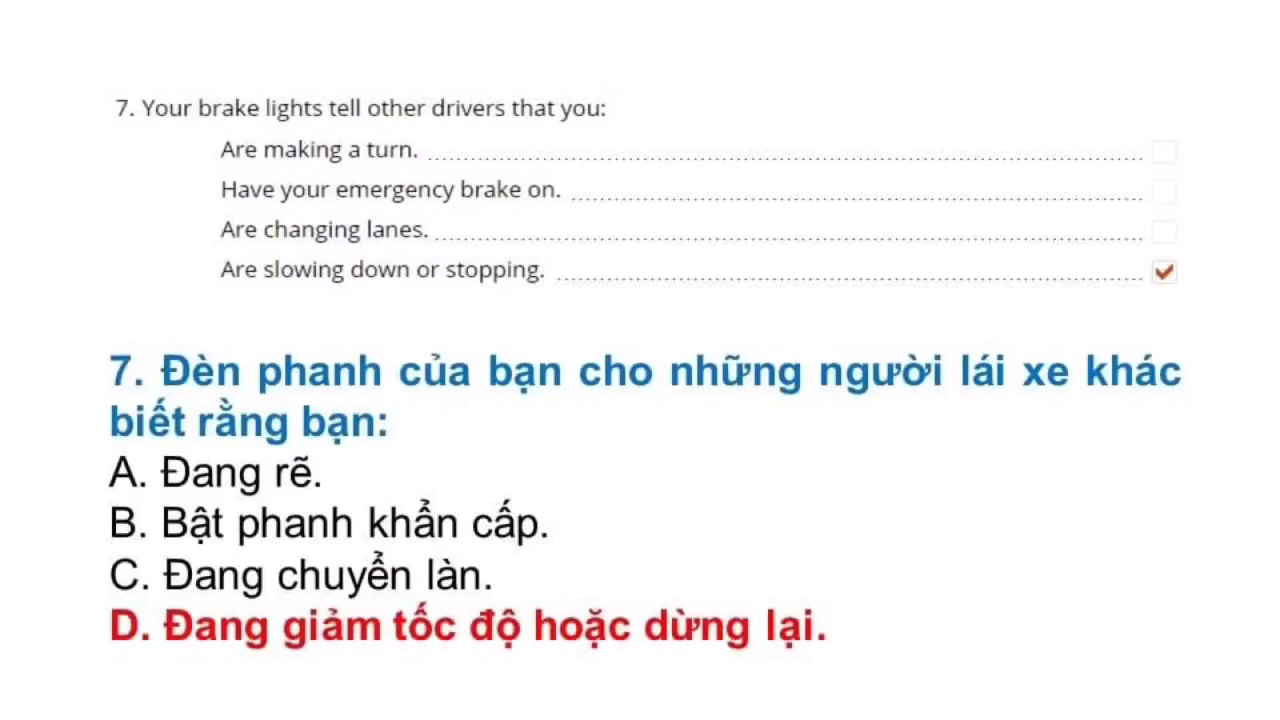 7. Your brake lights tell other drivers that you:
Are making a turn.
Have your emergency brake on.
Are changing lanes.
Are slowing down or stopping.
7. Đèn phanh của bạn cho những người lái xe khác
biết rằng bạn:
A. Đang rẽ.
B. Bật phanh khẩn cấp.
C. Đang chuyển làn.
D. Đang giảm tốc độ hoặc dừng lại.